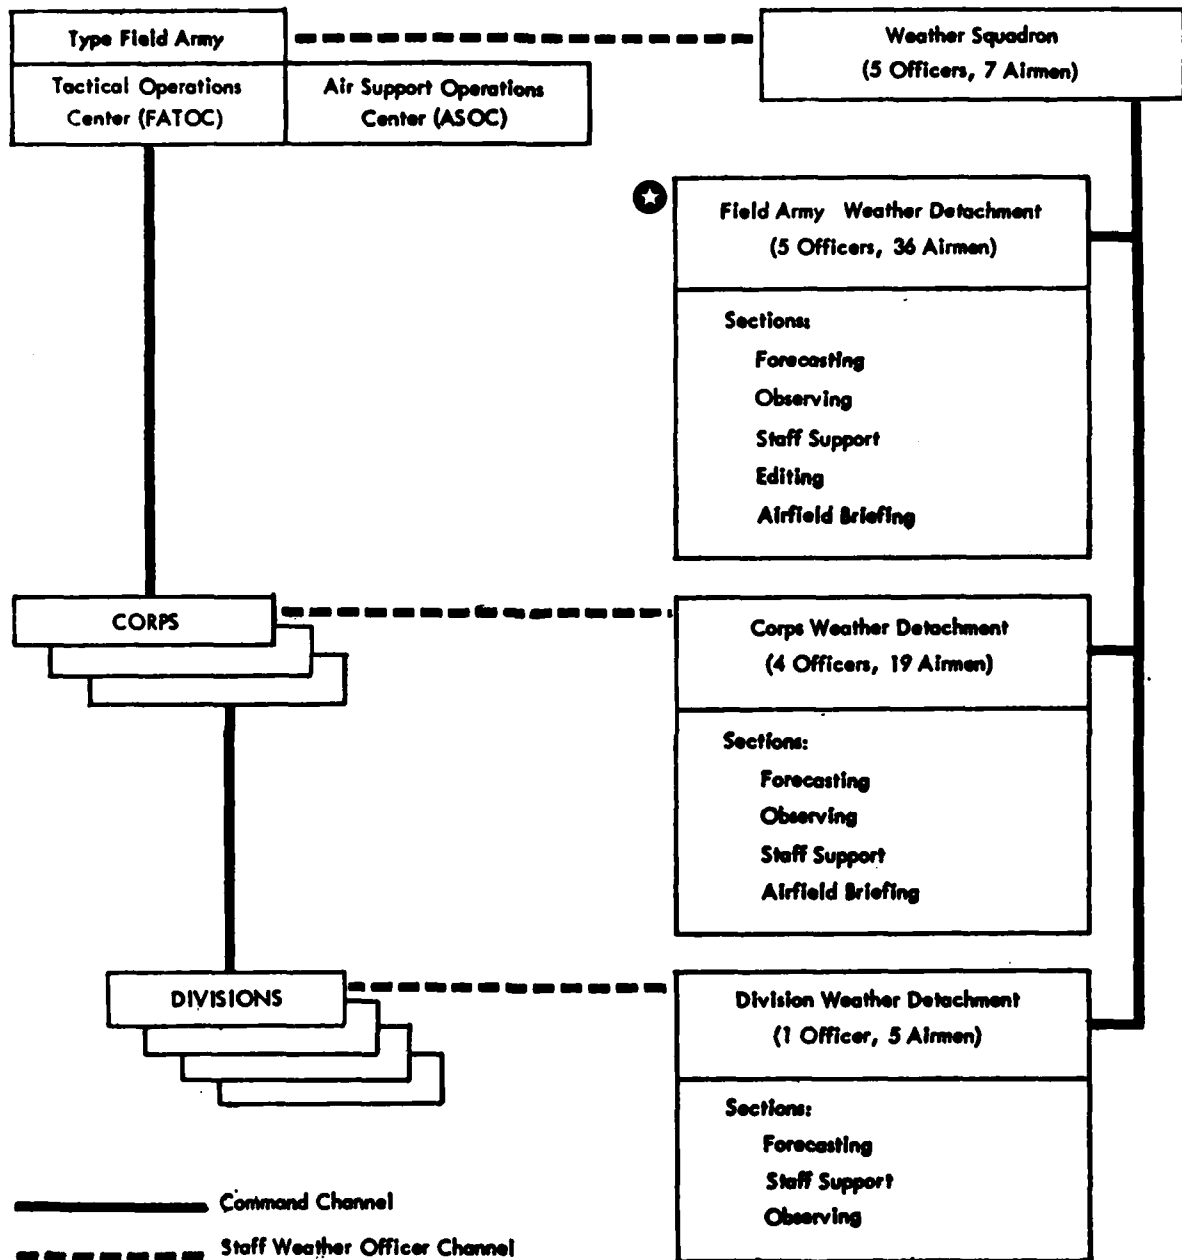 Type Field Army
Tactical Operations
Center (FATOC)
Air Support Operations
Center (ASOC)
Weather Squadron
(5 Officers, 7 Airmen)
Field Army Weather Detachment
(5 Officers, 36 Airmen)
Sections:
Forecasting
Observing
Staff Support
Editing
Airfield Briefing
CORPS
Corps Weather Detachment
(4 Officers, 19 Airmen)
Sections:
Forecasting
Observing
Staff Support
Airfield Briefing
DIVISIONS
Division Weather Detachment
(1 Officer, 5 Airmen)
Sections:
Forecasting
Staff Support
Observing
Command Channel
Staff Weather Officer Channel